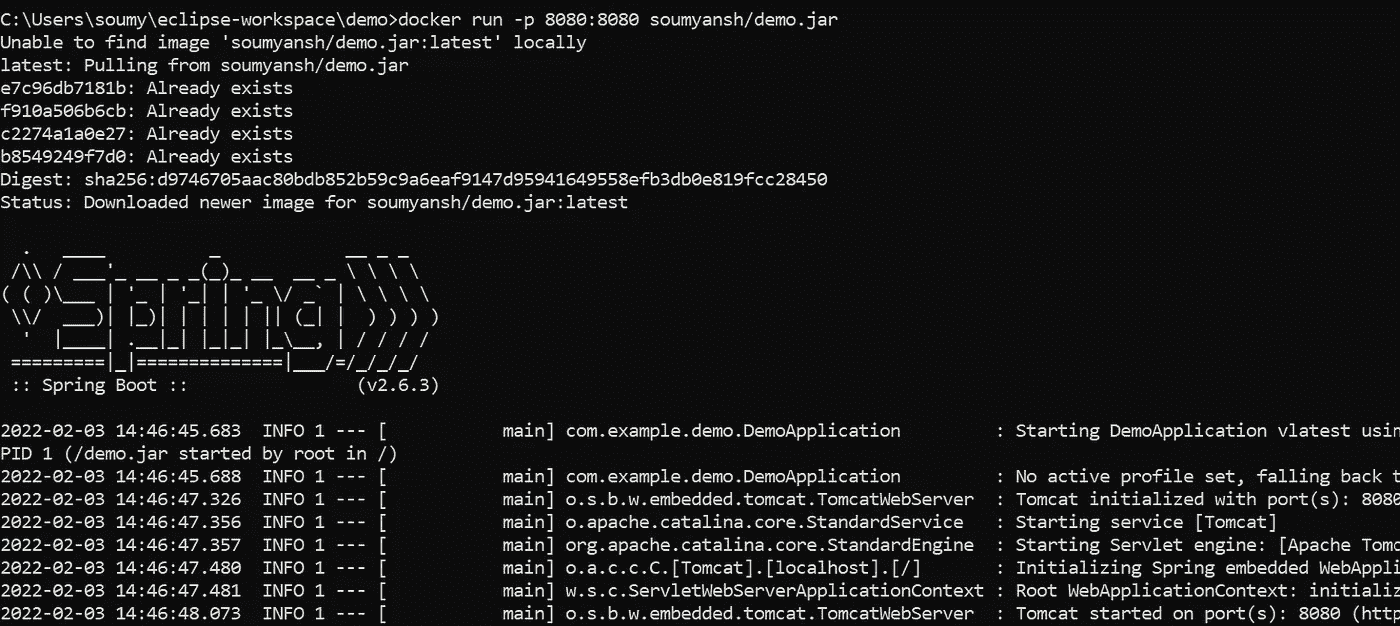 C:\Users\soumy\eclipse-workspace\demo>docker run -p 8080:8080 soumyansh/demo.jar
Unable to find image 'soumyansh/demo.jar:latest' locally
latest: Pulling from soumyansh/demo.jar
e7c96db7181b: Already exists
f910a506b6cb: Already exists
c2274a1a0e27: Already exists
b8549249f7d0: Already exists
Digest: sha256:d9746705aac80bdb852b59c9a6eaf9147d95941649558efb3db0e819fcc28450
Status: Downloaded newer image for soumyansh/demo.jar:latest
  .   ____          _            __ _ _
 /\\ / ___'_ __ _ _(_)_ __  __ _ \ \ \ \
( ( )\___ | '_ | '_| | '_ \/ _` | \ \ \ \
 \\/  ___)| |_)| | | | | || (_| |  ) ) ) )
  '  |____| .__|_| |_|_| |_\__, | / / / /
 =========|_|==============|___/=/_/_/_/
 :: Spring Boot ::                (v2.6.3)
2022-02-03 14:46:45.683  INFO 1 --- [           main] com.example.demo.DemoApplication         : Starting DemoApplication vlatest usin
PID 1 (/demo.jar started by root in /)
2022-02-03 14:46:45.688  INFO 1 --- [           main] com.example.demo.DemoApplication         : No active profile set, falling back t
2022-02-03 14:46:47.326  INFO 1 --- [           main] o.s.b.w.embedded.tomcat.TomcatWebServer  : Tomcat initialized with port(s): 8080
2022-02-03 14:46:47.356  INFO 1 --- [           main] o.apache.catalina.core.StandardService   : Starting service [Tomcat]
2022-02-03 14:46:47.357  INFO 1 --- [           main] org.apache.catalina.core.StandardEngine  : Starting Servlet engine: [Apache Tomc
2022-02-03 14:46:47.480  INFO 1 --- [           main] o.a.c.c.C.[Tomcat].[localhost].[/]       : Initializing Spring embedded WebAppli
2022-02-03 14:46:47.481  INFO 1 --- [           main] w.s.c.ServletWebServerApplicationContext : Root WebApplicationContext: initializ
2022-02-03 14:46:48.073  INFO 1 --- [           main] o.s.b.w.embedded.tomcat.TomcatWebServer  : Tomcat started on port(s): 8080 (http